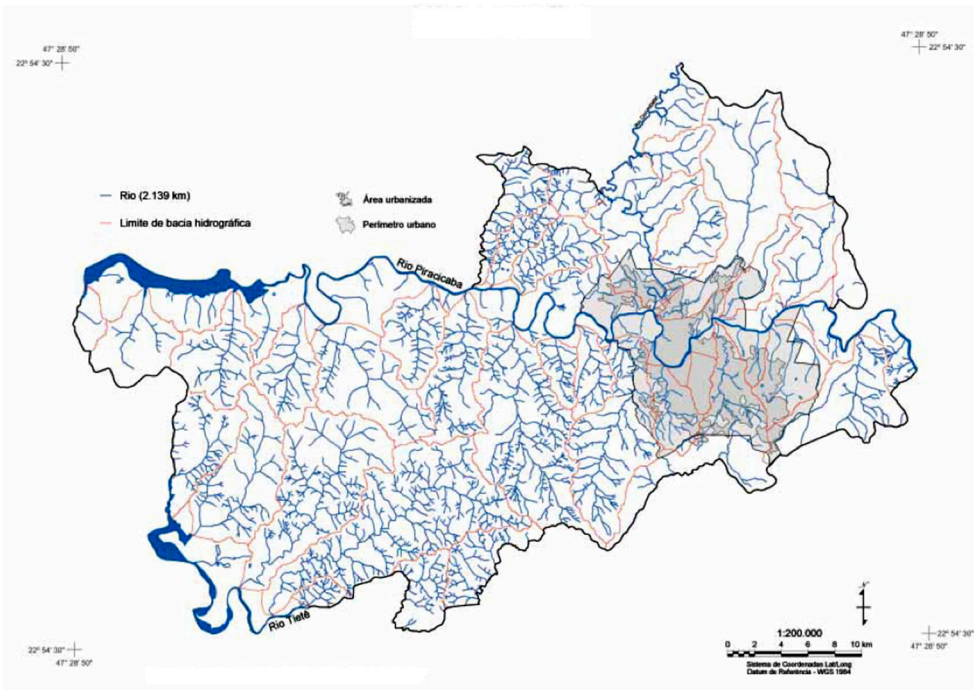 47° 28' 50"
22° 54' 30"
47° 28' 50"
22° 54' 30"
Rio (2.139 km)
Limite de bacia hidrográfica
Área urbanizada
Perímetro urbano
Rio Piracicaba
Rio Tietê
N
1:200.000
0 2 4 6 8 10 km
Sistema de Coordenadas Lat/Long
Datum de Referência - WGS 1984
22° 54' 30"
47° 28' 50"
22° 54' 30"
47° 28' 50"